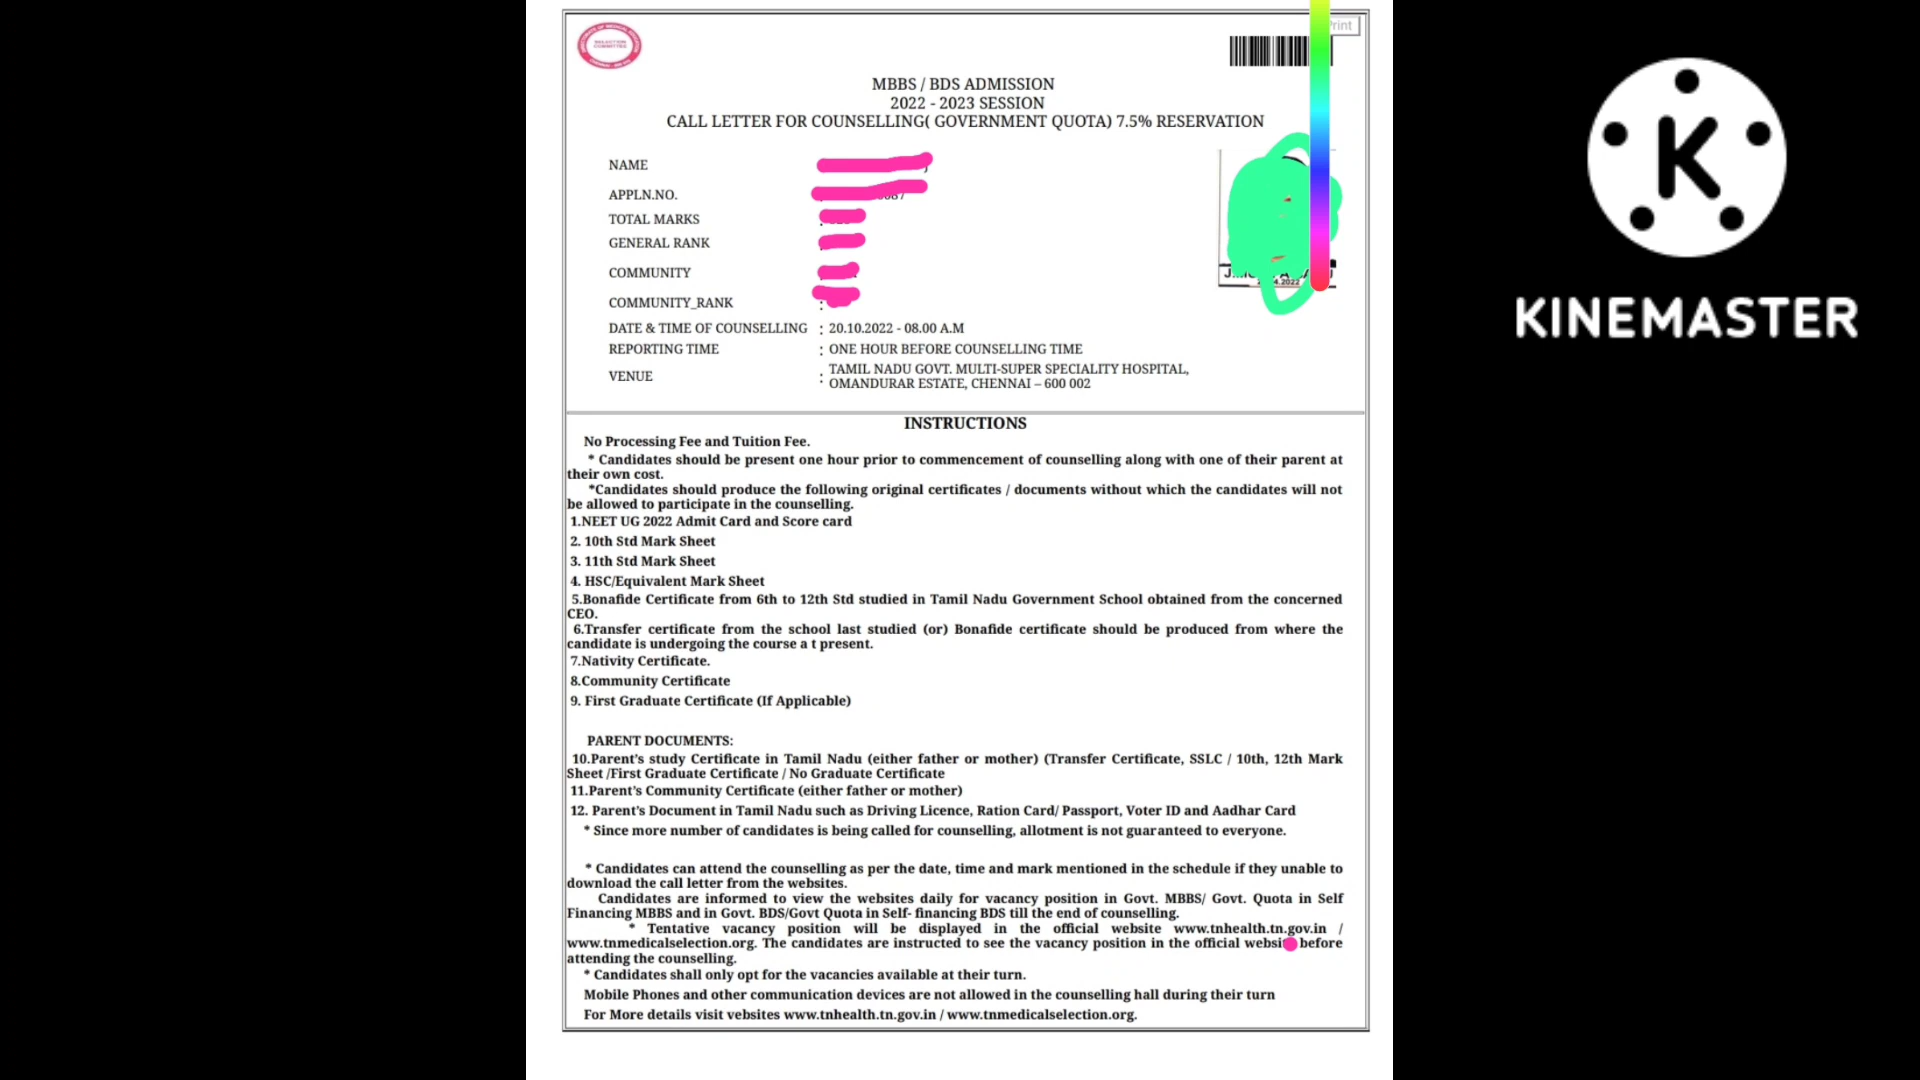 Print
SELECTION
COMMITTEE
MBBS / BDS ADMISSION
2022 - 2023 SESSION
CALL LETTER FOR COUNSELLING( GOVERNMENT QUOTA) 7.5% RESERVATION
NAME
APPLN.NO.
TOTAL MARKS
GENERAL RANK
COMMUNITY
COMMUNITY_RANK :
DATE & TIME OF COUNSELLING : 20.10.2022 - 08.00 A.M
REPORTING TIME : ONE HOUR BEFORE COUNSELLING TIME
VENUE : TAMIL NADU GOVT. MULTI-SUPER SPECIALITY HOSPITAL,
OMANDURAR ESTATE, CHENNAI – 600 002
INSTRUCTIONS
No Processing Fee and Tuition Fee.
* Candidates should be present one hour prior to commencement of counselling along with one of their parent at
their own cost.
*Candidates should produce the following original certificates / documents without which the candidates will not
be allowed to participate in the counselling.
1.NEET UG 2022 Admit Card and Score card
2. 10th Std Mark Sheet
3. 11th Std Mark Sheet
4. HSC/Equivalent Mark Sheet
5.Bonafide Certificate from 6th to 12th Std studied in Tamil Nadu Government School obtained from the concerned
CEO.
6.Transfer certificate from the school last studied (or) Bonafide certificate should be produced from where the
candidate is undergoing the course a t present.
7.Nativity Certificate.
8.Community Certificate
9. First Graduate Certificate (If Applicable)
PARENT DOCUMENTS:
10.Parent's study Certificate in Tamil Nadu (either father or mother) (Transfer Certificate, SSLC / 10th, 12th Mark
Sheet /First Graduate Certificate / No Graduate Certificate
11.Parent's Community Certificate (either father or mother)
12. Parent's Document in Tamil Nadu such as Driving Licence, Ration Card/ Passport, Voter ID and Aadhar Card
* Since more number of candidates is being called for counselling, allotment is not guaranteed to everyone.
* Candidates can attend the counselling as per the date, time and mark mentioned in the schedule if they unable to
download the call letter from the websites.
Candidates are informed to view the websites daily for vacancy position in Govt. MBBS/ Govt. Quota in Self
Financing MBBS and in Govt. BDS/Govt Quota in Self- financing BDS till the end of counselling.
* Tentative vacancy position will be displayed in the official website www.tnhealth.tn.gov.in /
www.tnmedicalselection.org. The candidates are instructed to see the vacancy position in the official website before
attending the counselling.
* Candidates shall only opt for the vacancies available at their turn.
Mobile Phones and other communication devices are not allowed in the counselling hall during their turn
For More details visit vebsites www.tnhealth.tn.gov.in / www.tnmedicalselection.org.
K
KINEMASTER